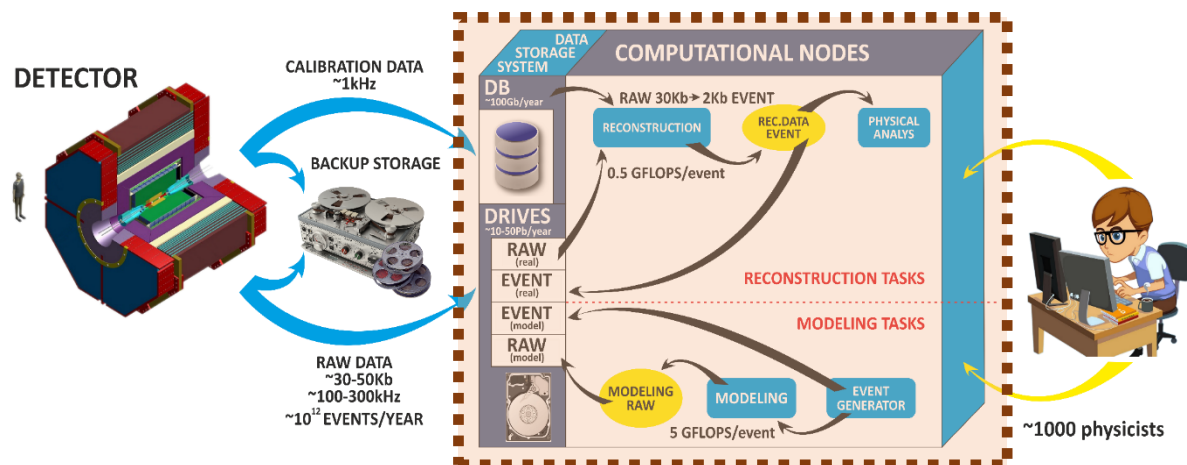 DETECTOR
CALIBRATION DATA
~1kHz
BACKUP STORAGE
RAW DATA
~30-50Kb
~100-300kHz
~10¹² EVENTS/YEAR
DATA
STORAGE
SYSTEM
COMPUTATIONAL NODES
DB
~100Gb/year
RAW 30Kb→2Kb EVENT
RECONSTRUCTION
REC.DATA
EVENT
PHYSICAL
ANALYS
0.5 GFLOPS/event
DRIVES
~10-50Pb/year
RAW
(real)
EVENT
(real)
EVENT
(model)
RAW
(model)
RECONSTRUCTION TASKS
MODELING TASKS
MODELING
RAW
MODELING
EVENT
GENERATOR
5 GFLOPS/event
~1000 physicists